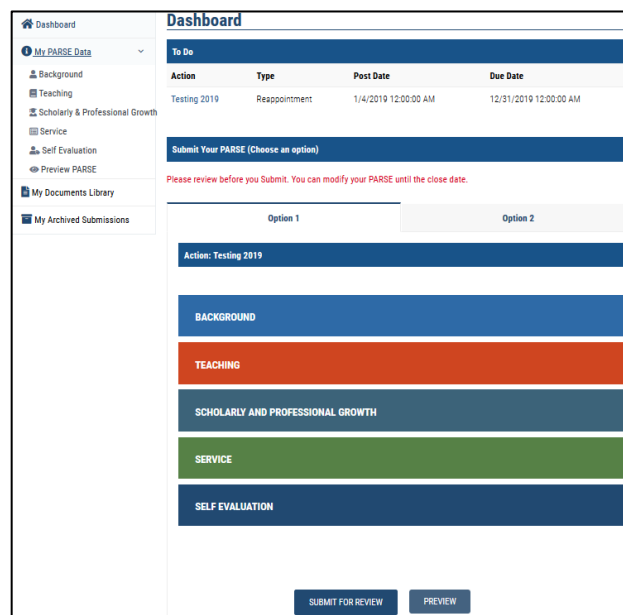 Dashboard
My PARSE Data
Background
Teaching
Scholarly & Professional Growth
Service
Self Evaluation
Preview PARSE
My Documents Library
My Archived Submissions
Dashboard
To Do
Action Type Post Date Due Date
Testing 2019 Reappointment 1/4/2019 12:00:00 AM 12/31/2019 12:00:00 AM
Submit Your PARSE (Choose an option)
Please review before you Submit. You can modify your PARSE until the close date.
Option 1 Option 2
Action: Testing 2019
BACKGROUND
TEACHING
SCHOLARLY AND PROFESSIONAL GROWTH
SERVICE
SELF EVALUATION
SUBMIT FOR REVIEW PREVIEW